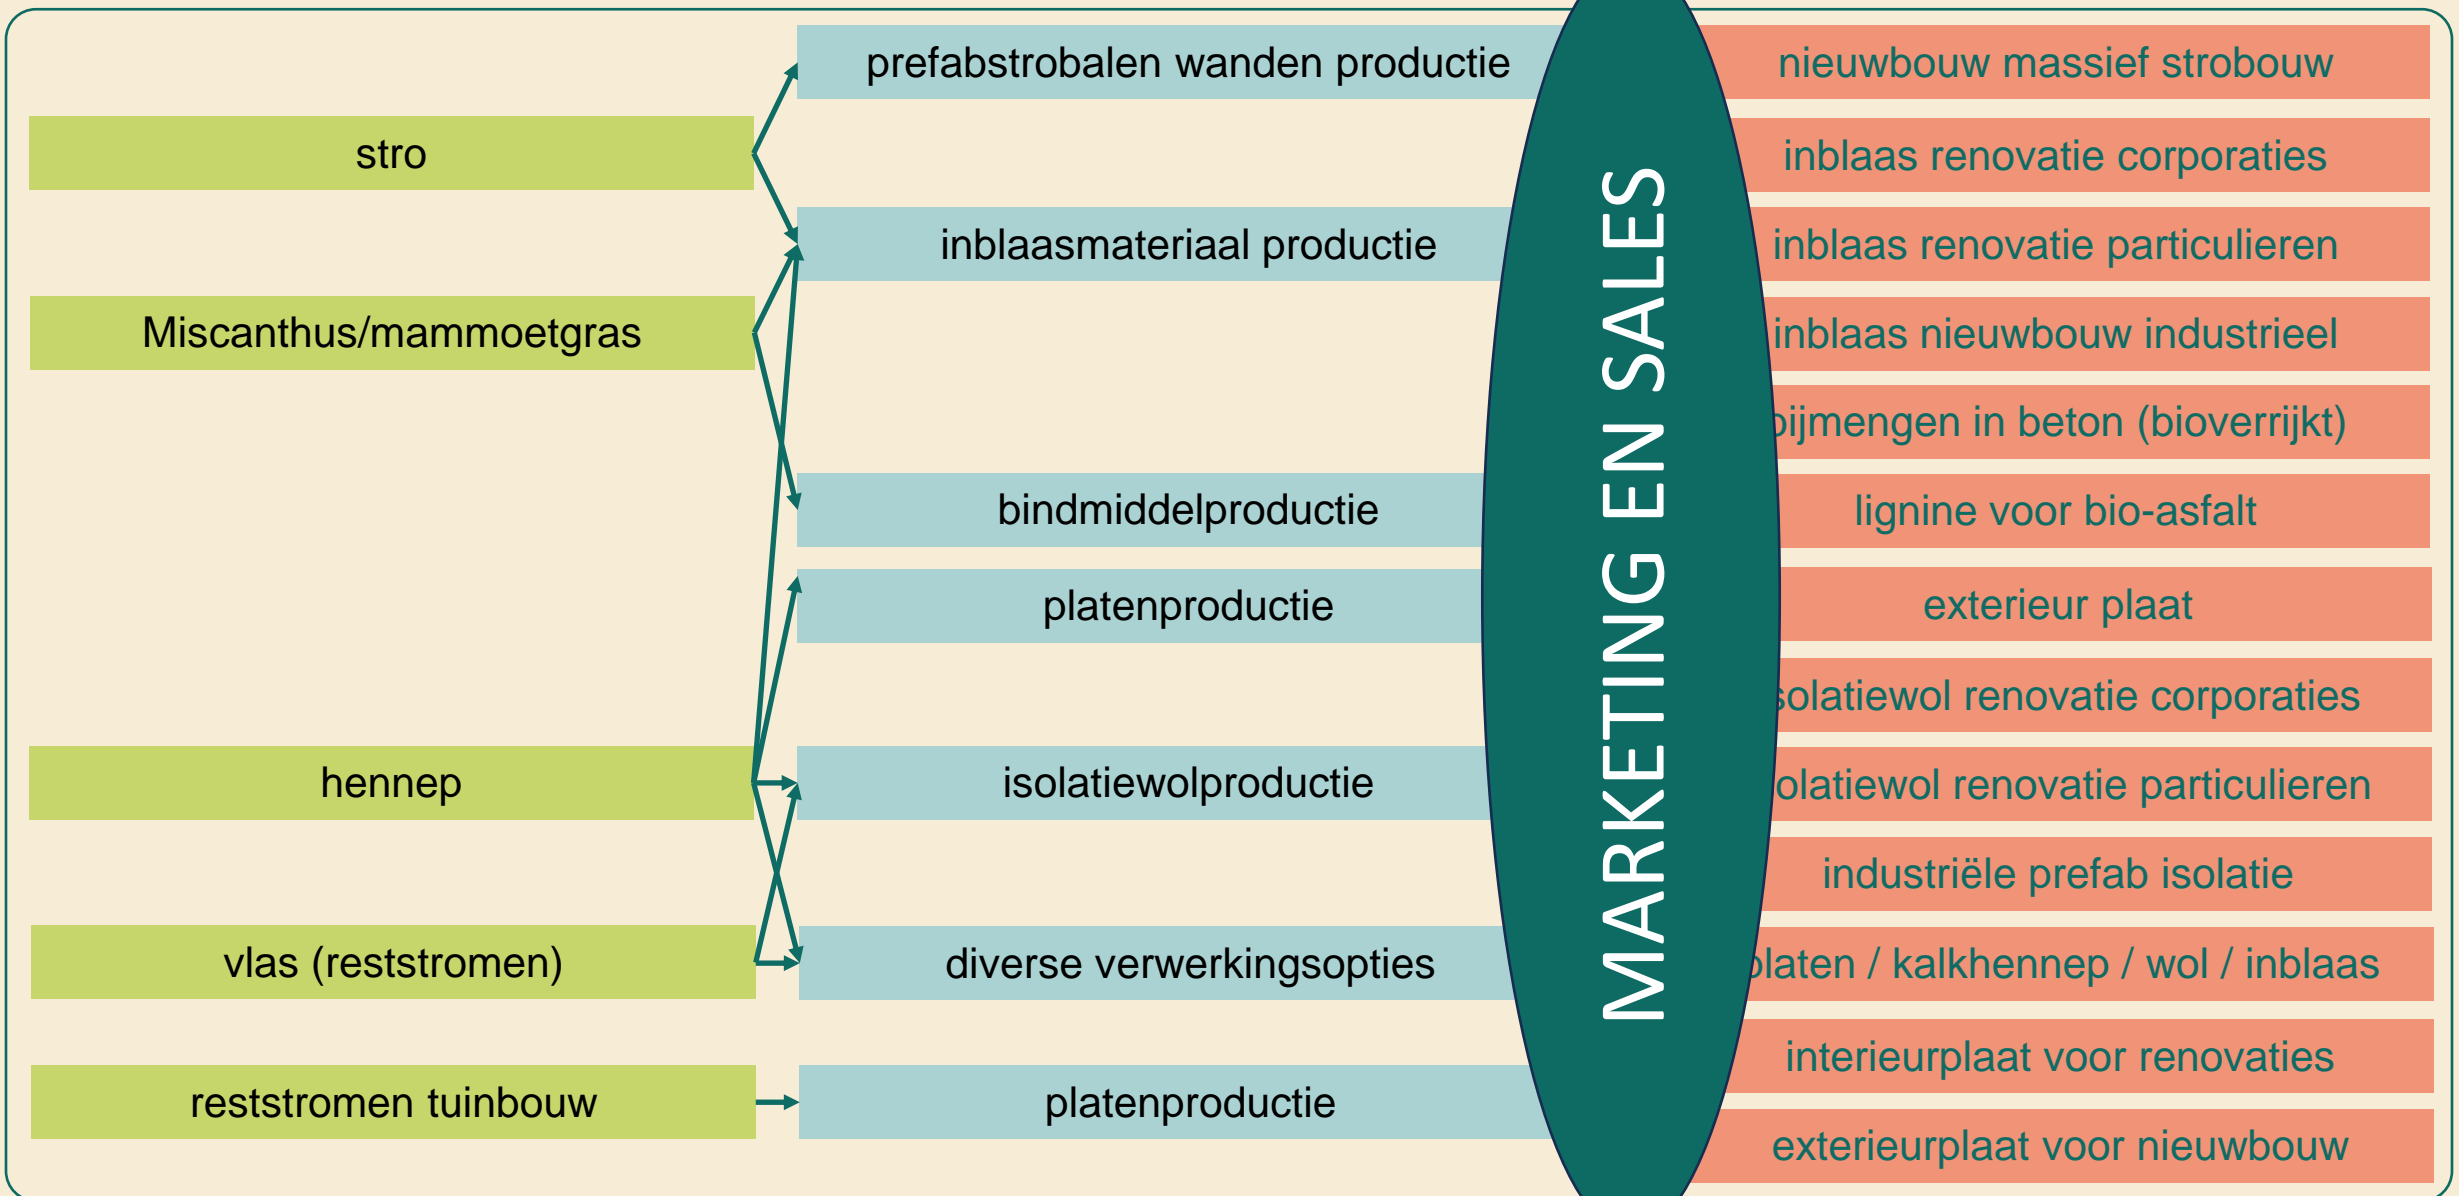 stro
Miscanthus/mammoetgras
hennep
vlas (reststromen)
reststromen tuinbouw
prefabstrobalen wanden productie
inblaasmateriaal productie
bindmiddelproductie
platenproductie
isolatiewolproductie
diverse verwerkingsopties
platenproductie
MARKETING EN SALES
nieuwbouw massief strobouw
inblaas renovatie corporaties
inblaas renovatie particulieren
inblaas nieuwbouw industrieel
bijmengen in beton (bioverrijkt)
lignine voor bio-asfalt
exterieur plaat
solatiewol renovatie corporaties
olatiewol renovatie particulieren
industriële prefab isolatie
platen / kalkhennep / wol / inblaas
interieurplaat voor renovaties
exterieurplaat voor nieuwbouw